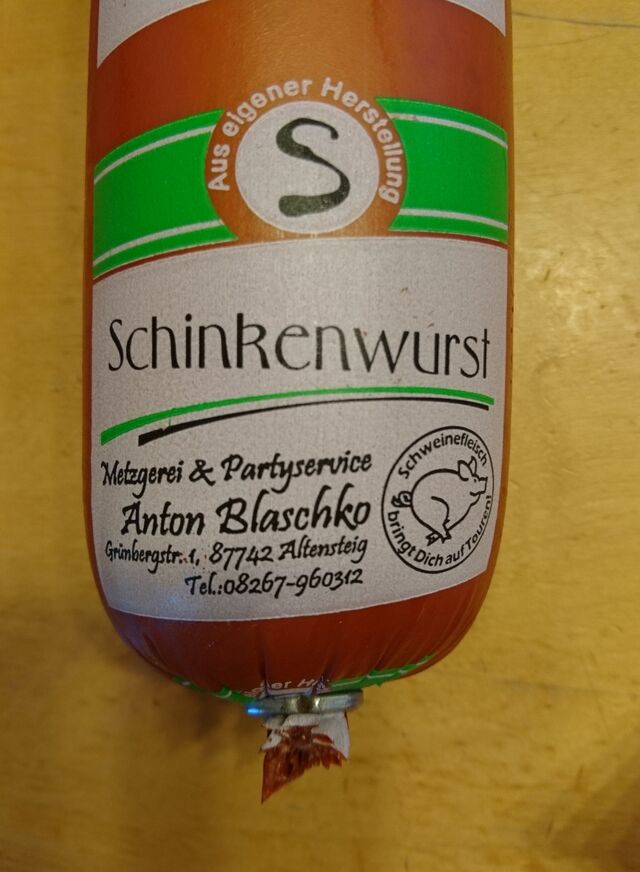 Aus eigener Herstellung
S
Schinkenwurst
Metzgerei & Partyservice
Anton Blaschko
Grünbergstr. 1, 87742 Altensteig
Tel.:08267-960312
Schweinefleisch
bringt Dich auf Touren!